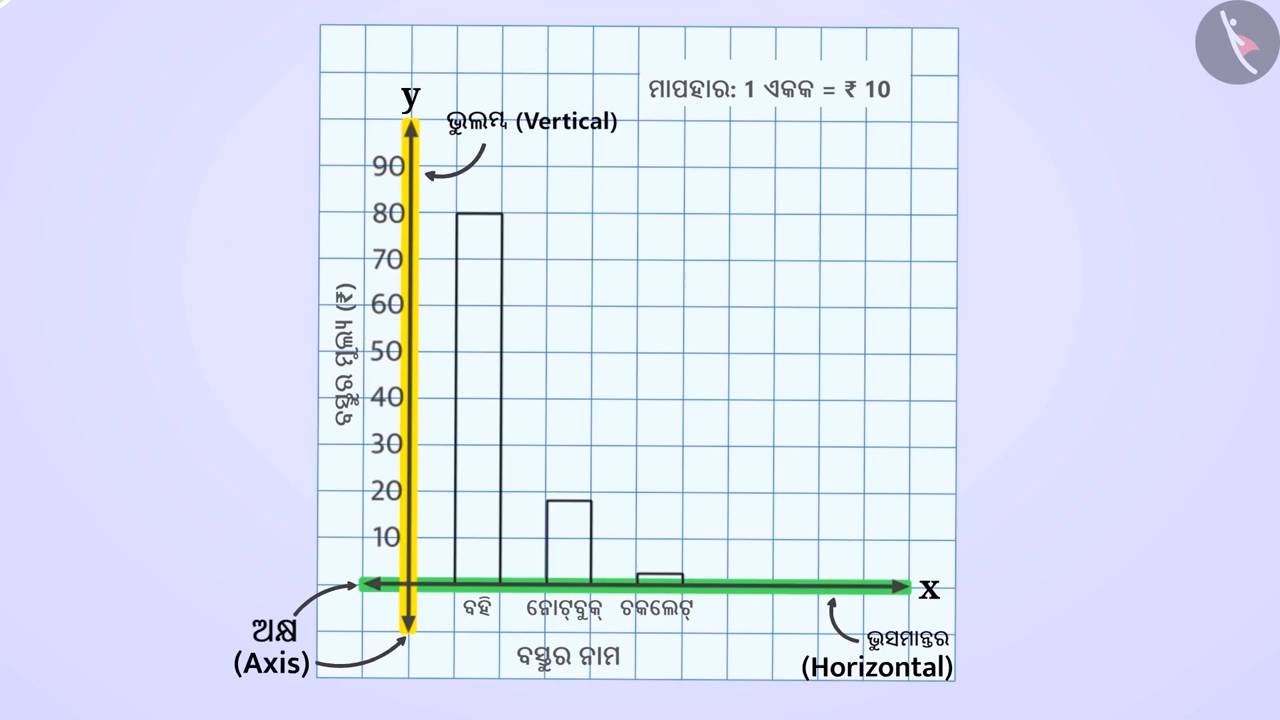 ମାପହାର: 1 ଏକକ = ₹ 10
y
ଭୁଲମ୍ବ (Vertical)
90
80
70
60
50
40
30
20
10
ବସ୍ତୁର ମୂଲ୍ୟ (₹)
x
ବହି
ନୋଟ୍‌ବୁକ୍
ଚକଲେଟ୍
ବସ୍ତୁର ନାମ
ଅକ୍ଷ
(Axis)
ଭୁସମାନ୍ତର
(Horizontal)